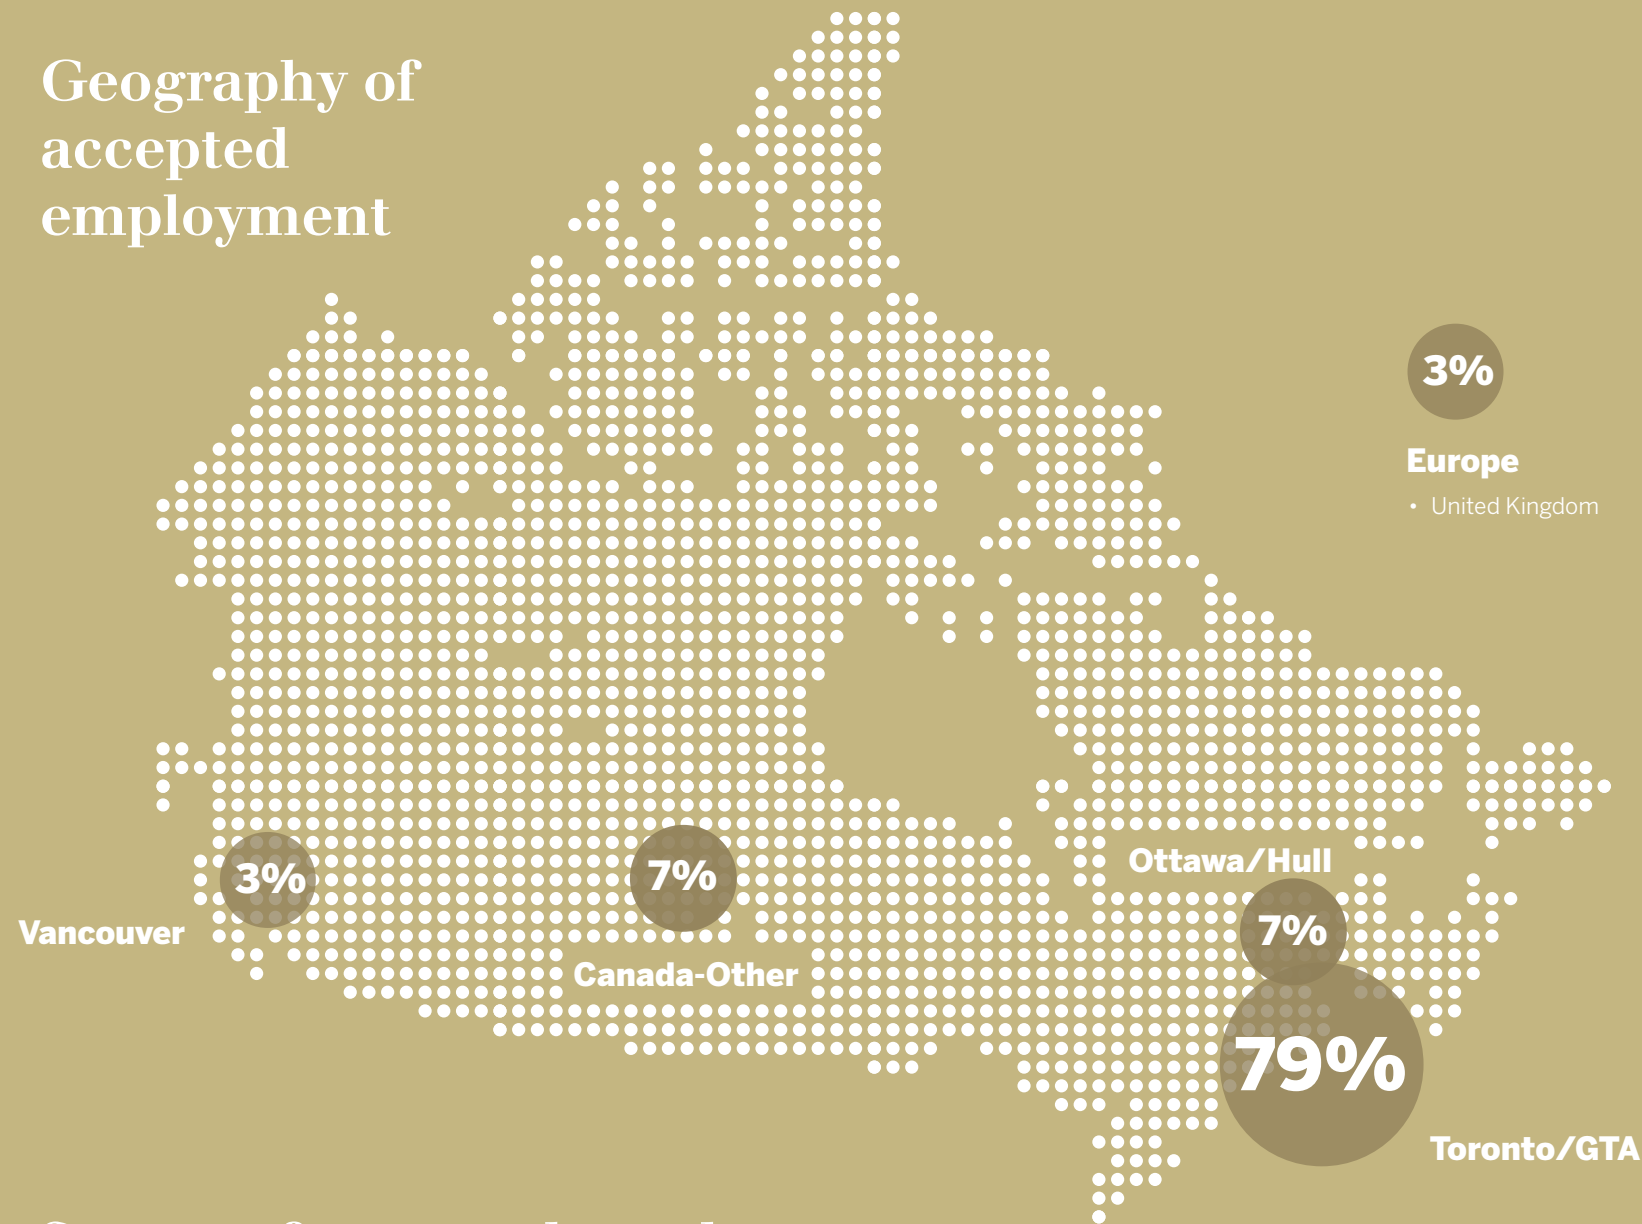 Geography of
accepted
employment
3%
Europe
• United Kingdom
3%
Vancouver
7%
Canada-Other
Ottawa/Hull
7%
79%
Toronto/GTA